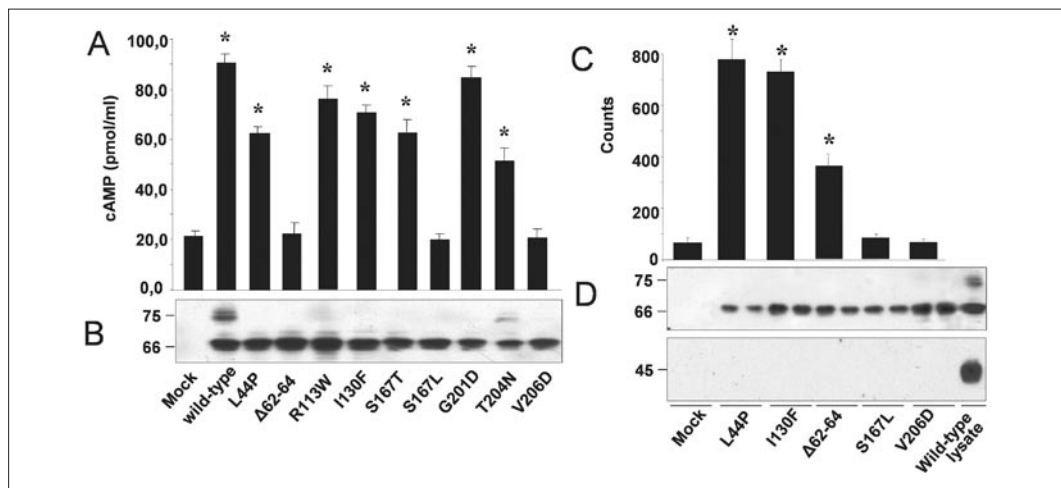 A
cAMP (pmol/ml)
100,0
80,0
60,0
40,0
20,0
0,0
* * * * * * *
B
75
66
Mock
wild-type
L44P
Δ62-64
R113W
I130F
S167T
S167L
G201D
T204N
V206D
C
Counts
800
600
400
200
0
* * *
D
75
66
45
Mock
L44P
I130F
Δ62-64
S167L
V206D
Wild-type
lysate